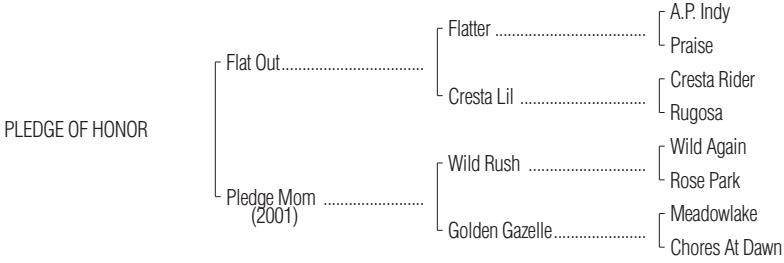 A.P. Indy
Flatter ....................................
Praise
Flat Out..................................
Cresta Rider
Cresta Lil ..............................
Rugosa
PLEDGE OF HONOR
Wild Again
Wild Rush ............................
Rose Park
Pledge Mom ........................
(2001)
Meadowlake
Golden Gazelle......................
Chores At Dawn